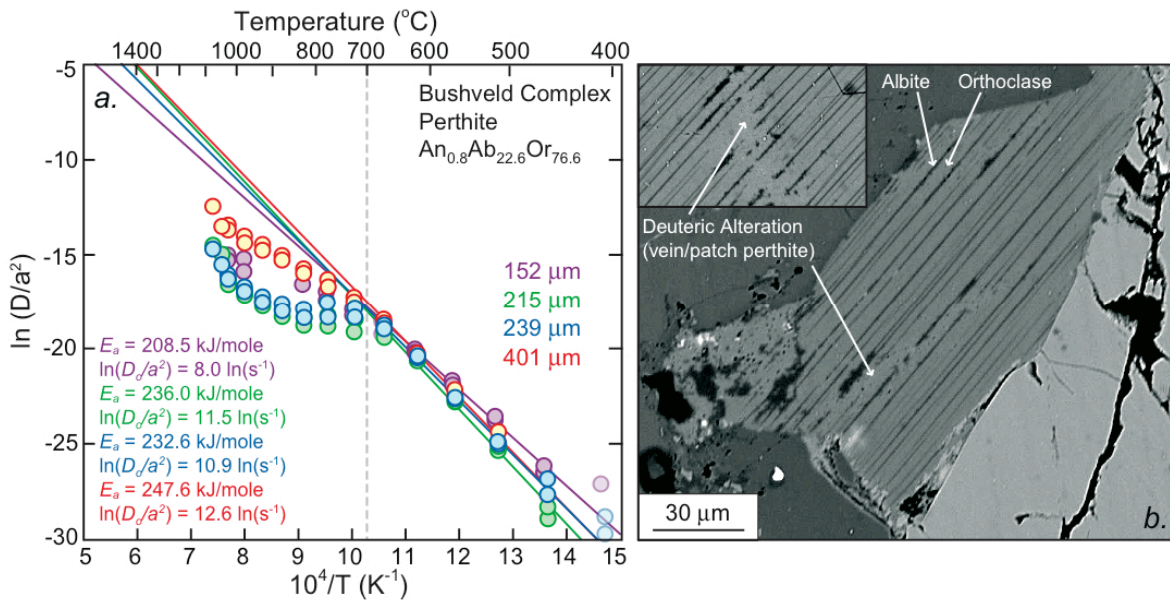 Temperature (°C)
1400 1000 800 700 600 500 400
a.
Bushveld Complex
Perthite
An0.8Ab22.6Or76.6
-5
-10
-15
-20
-25
-30
ln (D/a²)
152 µm
215 µm
239 µm
401 µm
Ea = 208.5 kJ/mole
ln(Do/a²) = 8.0 ln(s-1)
Ea = 236.0 kJ/mole
ln(Do/a²) = 11.5 ln(s-1)
Ea = 232.6 kJ/mole
ln(Do/a²) = 10.9 ln(s-1)
Ea = 247.6 kJ/mole
ln(Do/a²) = 12.6 ln(s-1)
5 6 7 8 9 10 11 12 13 14 15
10⁴/T (K-1)
Albite
Orthoclase
Deuteric Alteration
(vein/patch perthite)
30 µm
b.